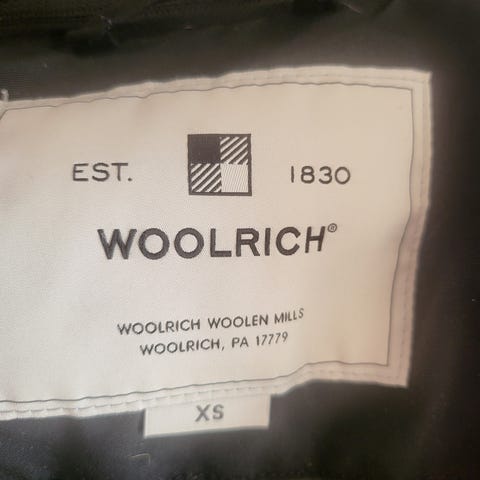 EST. 1830
WOOLRICH®
WOOLRICH WOOLEN MILLS
WOOLRICH, PA 17779
XS